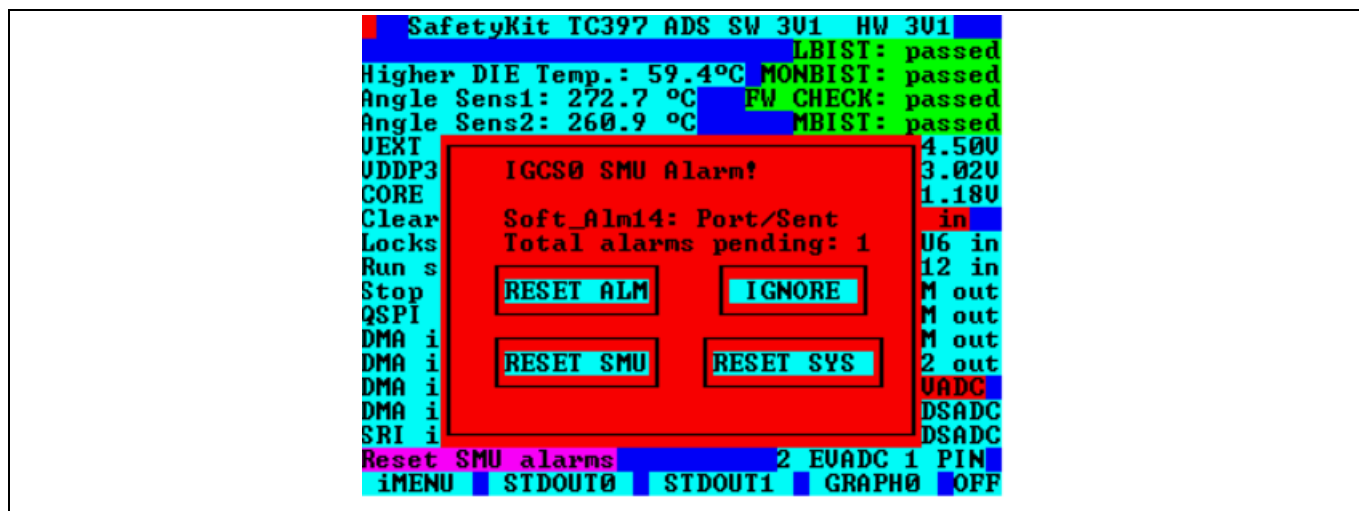 SafetyKit TC397 ADS SW 3V1 HW 3V1
LBIST: passed
Higher DIE Temp.: 59.4ºC MONBIST: passed
Angle Sens1: 272.7 ºC FW CHECK: passed
Angle Sens2: 260.9 ºC MBIST: passed
VEXT 4.50V
VDDP3 3.02V
CORE 1.18V
IGCS0 SMU Alarm!
Clear Soft_Alm14: Port/Sent in
Locks Total alarms pending: 1 V6 in
Run s 12 in
Stop RESET ALM IGNORE M out
QSPI M out
DMA i M out
DMA i RESET SMU RESET SYS 2 out
DMA i VADC
DMA i DSADC
SRI i DSADC
Reset SMU alarms 2 EVADC 1 PIN
iMENU STDOUT0 STDOUT1 GRAPH0 OFF